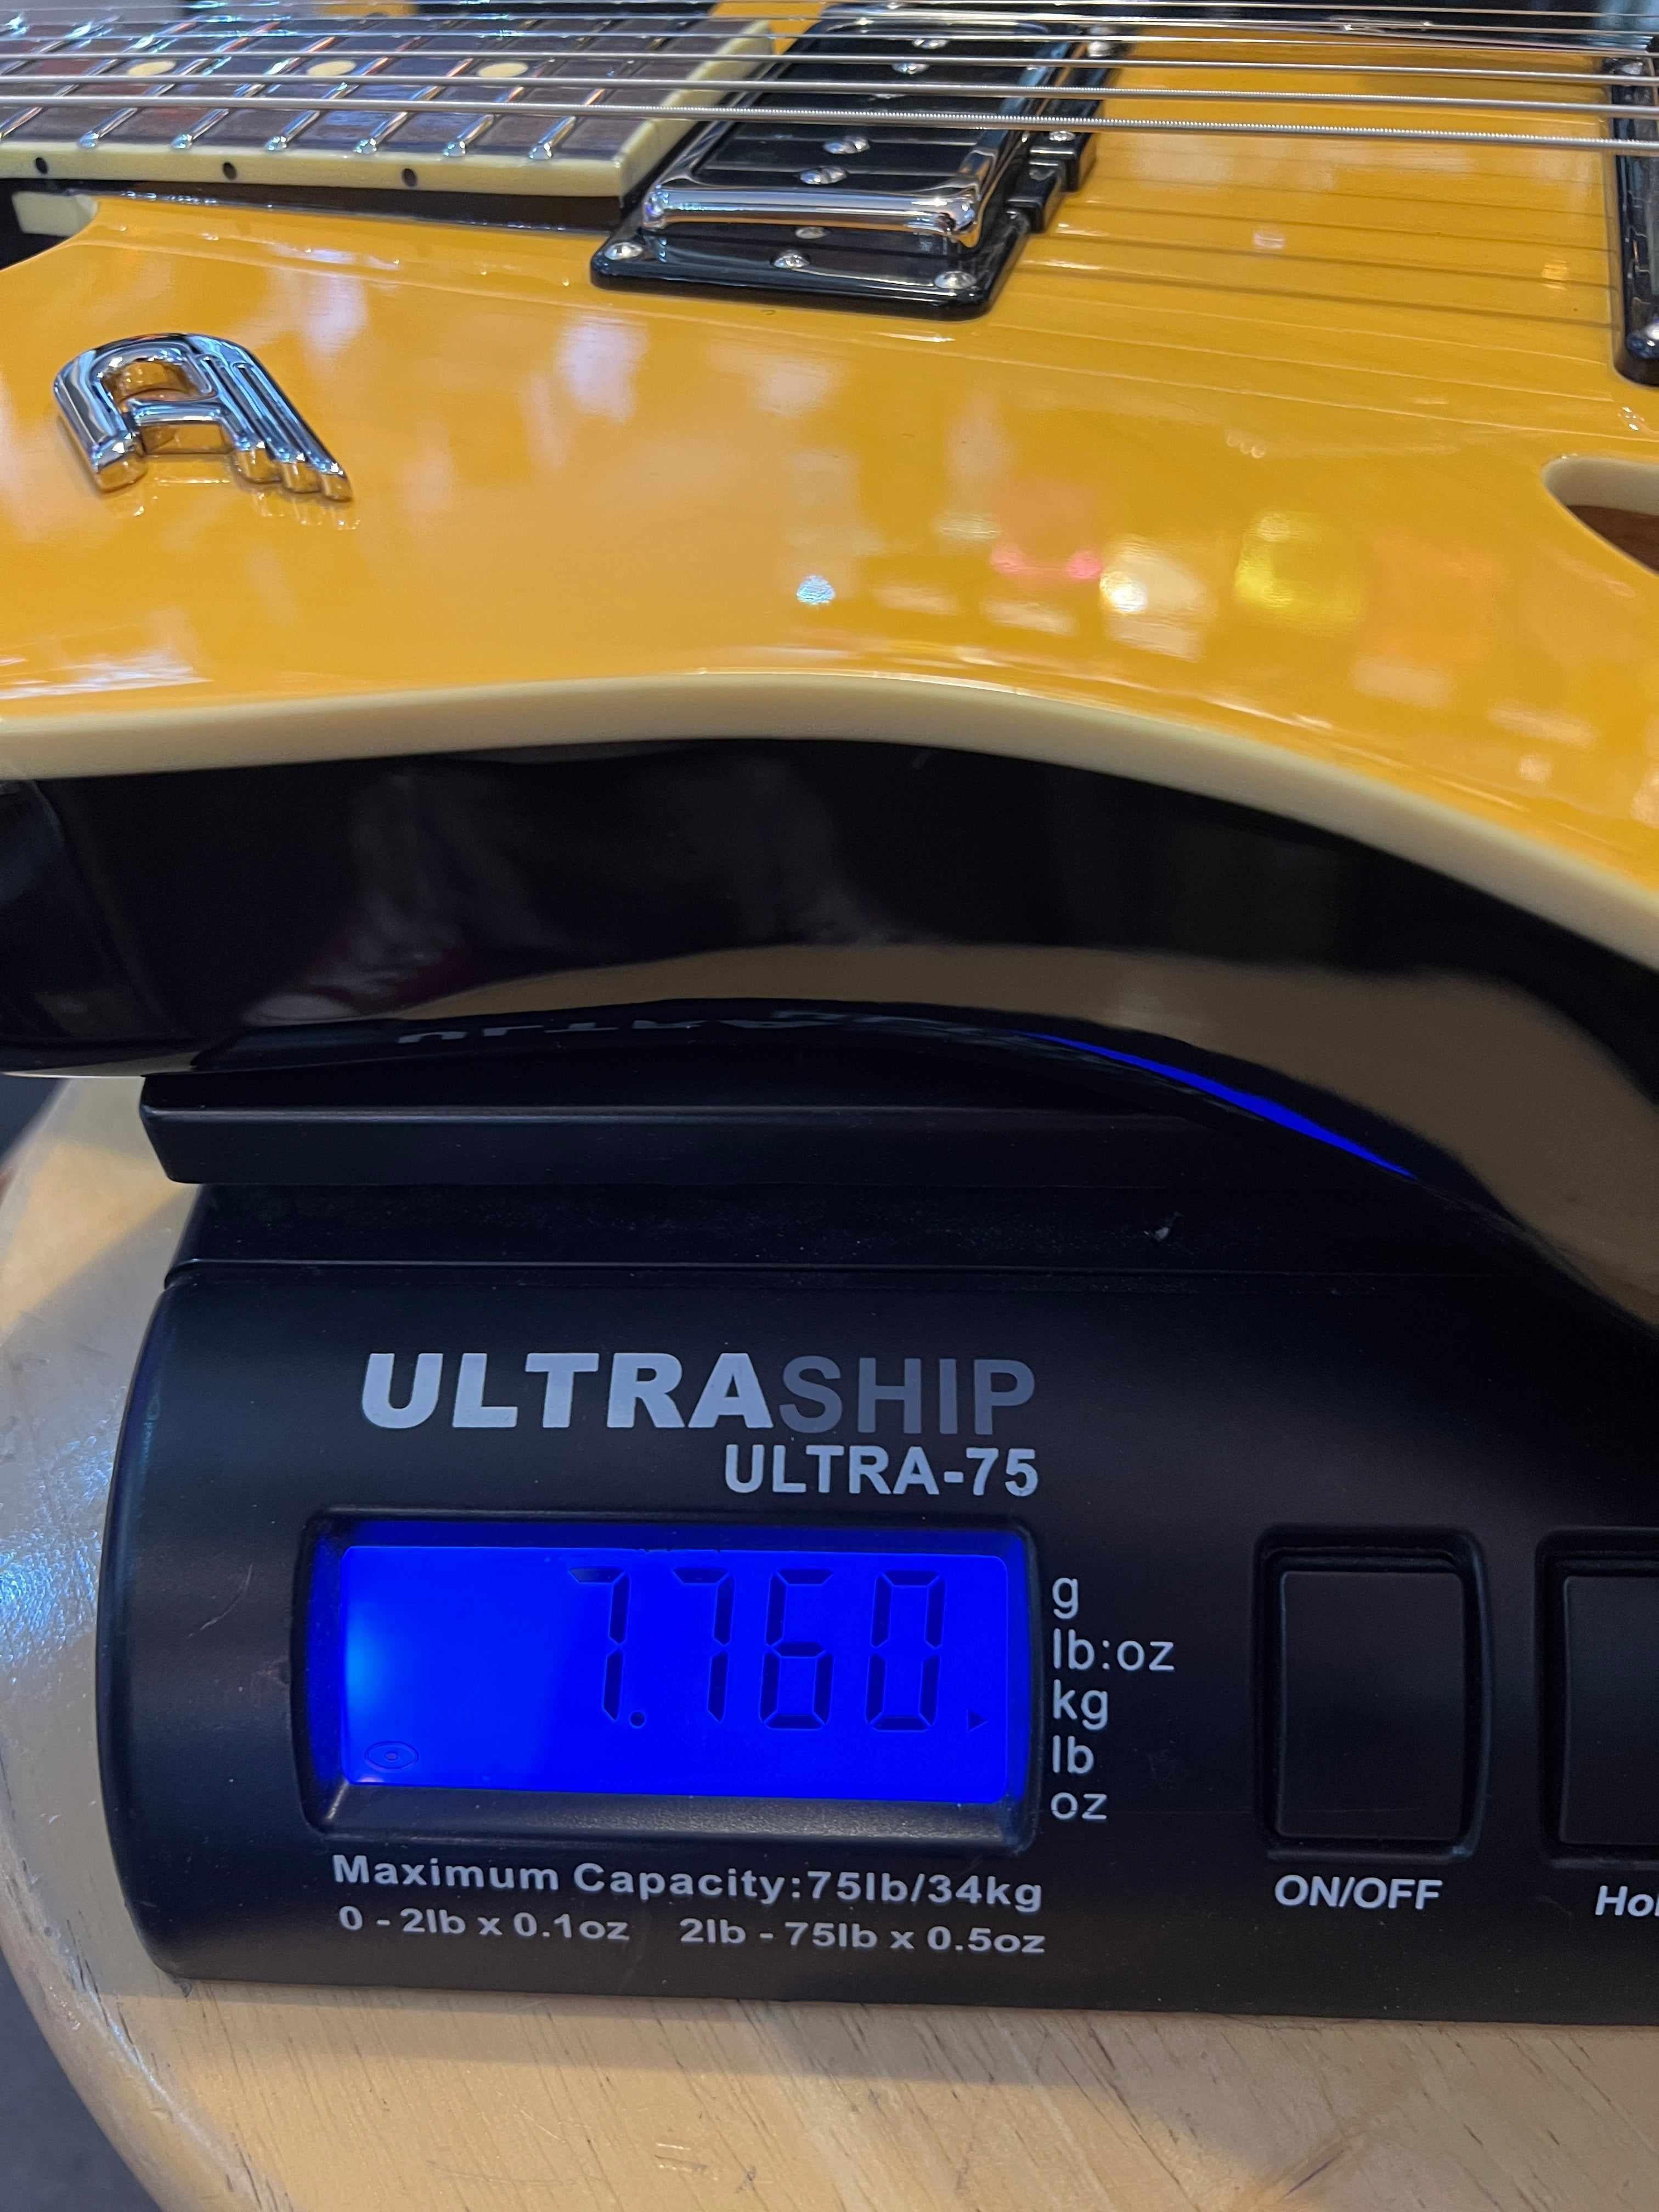 A
ULTRASHIP
ULTRA-75
7.760
g
lb:oz
kg
lb
oz
Maximum Capacity:75lb/34kg
0 - 2lb x 0.1oz 2lb - 75lb x 0.5oz
ON/OFF